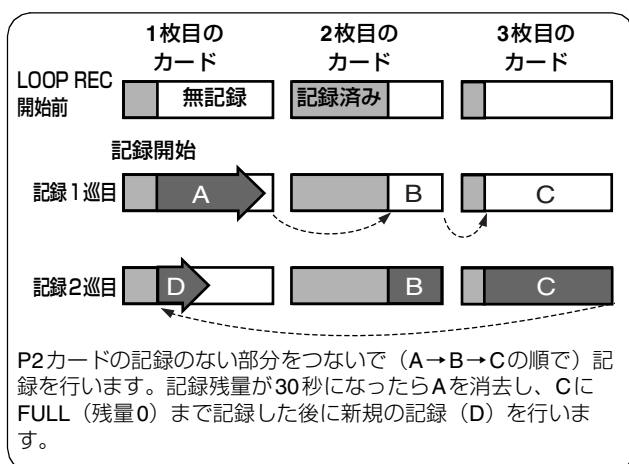 1枚目の 2枚目の 3枚目の
カード カード カード
LOOP REC
開始前
無記録 記録済み
記録開始
記録1巡目 A B C
記録2巡目 D B C
P2カードの記録のない部分をつないで（A→B→Cの順で）記
録を行います。記録残量が30秒になったらAを消去し、Cに
FULL（残量0）まで記録した後に新規の記録（D）を行いま
す。